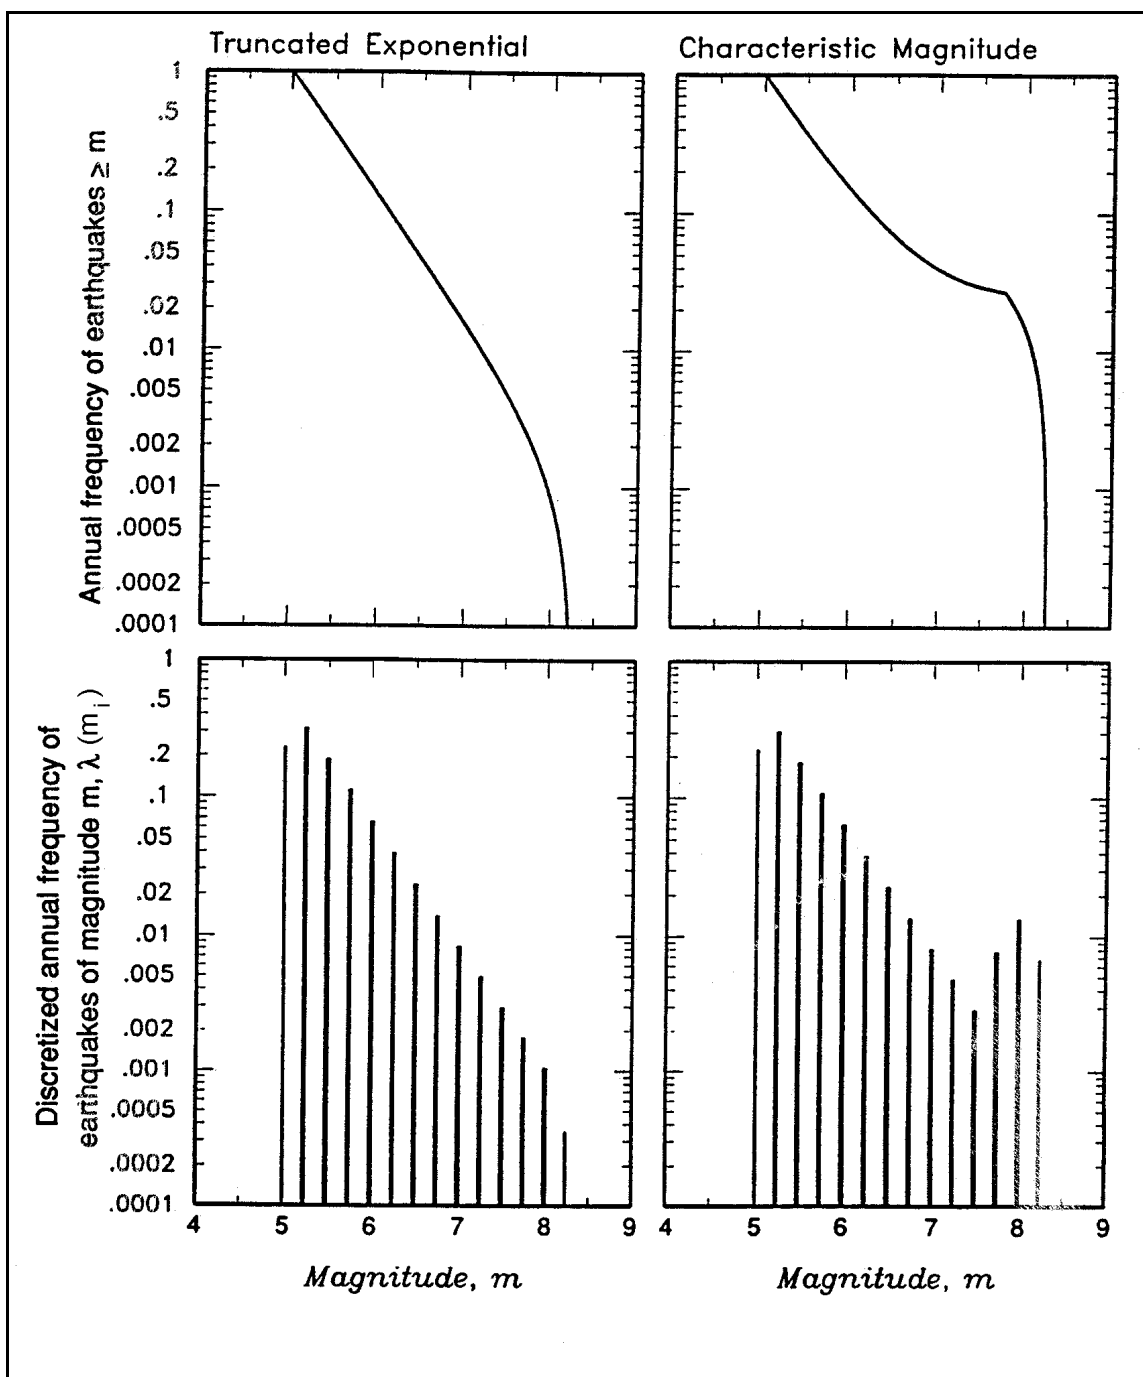 Truncated Exponential
Characteristic Magnitude
Annual frequency of earthquakes ≥ m
1
.5
.2
.1
.05
.02
.01
.005
.002
.001
.0005
.0002
.0001
Discretized annual frequency of
earthquakes of magnitude m, λ (m i)
1
.5
.2
.1
.05
.02
.01
.005
.002
.001
.0005
.0002
.0001
4 5 6 7 8 9
4 5 6 7 8 9
Magnitude, m
Magnitude, m